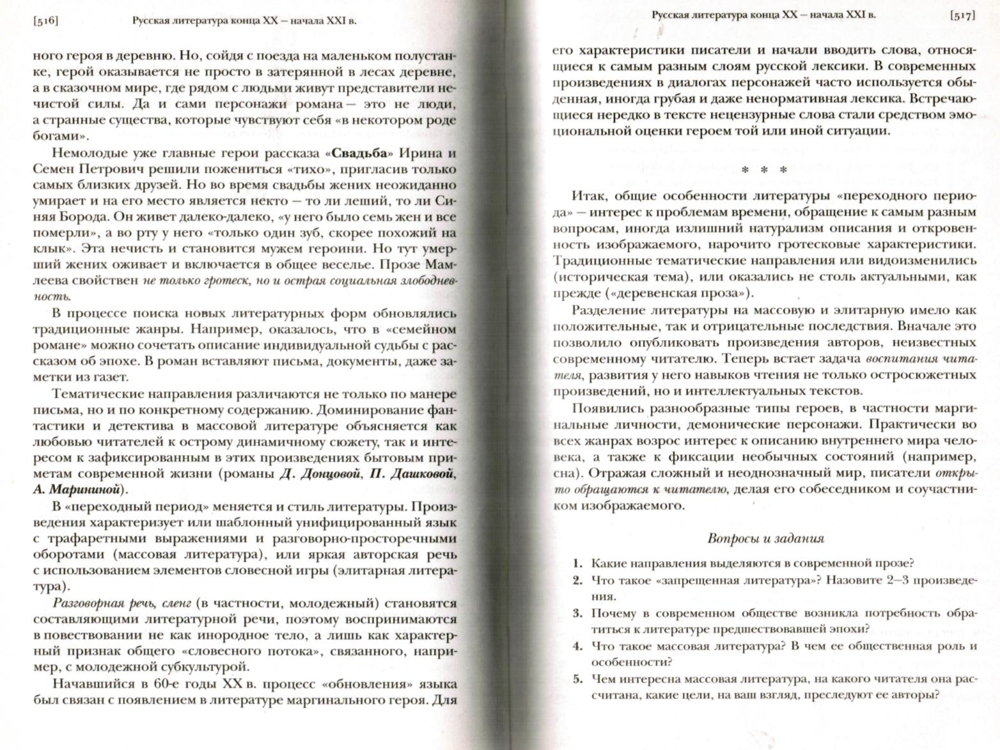 [516] Русская литература конца XX – начала XXI в.
ного героя в деревню. Но, сойдя с поезда на маленьком полустан-
ке, герой оказывается не просто в затерянной в лесах деревне,
а в сказочном мире, где рядом с людьми живут представители не-
чистой силы. Да и сами персонажи романа – это не люди,
а странные существа, которые чувствуют себя «в некотором роде
богами».
Немолодые уже главные герои рассказа «Свадьба» Ирина и
Семен Петрович решили пожениться «тихо», пригласив только
самых близких друзей. Но во время свадьбы жених неожиданно
умирает и на его место является некто – то ли леший, то ли Си-
няя Борода. Он живет далеко-далеко, «у него было семь жен и все
померли», а во рту у него «только один зуб, скорее похожий на
клык». Эта нечисть и становится мужем героини. Но тут умер-
ший жених оживает и включается в общее веселье. Прозе Мам-
леева свойствен не только гротеск, но и острая социальная злободнев-
ность.
В процессе поиска новых литературных форм обновлялись
традиционные жанры. Например, оказалось, что в «семейном
романе» можно сочетать описание индивидуальной судьбы с рас-
сказом об эпохе. В роман вставляют письма, документы, даже за-
метки из газет.
Тематические направления различаются не только по манере
письма, но и по конкретному содержанию. Доминирование фан-
тастики и детектива в массовой литературе объясняется как
любовью читателей к острому динамичному сюжету, так и инте-
ресом к зафиксированным в этих произведениях бытовым при-
метам современной жизни (романы Д. Донцовой, П. Дашковой,
А. Марининой).
В «переходный период» меняется и стиль литературы. Произ-
ведения характеризует или шаблонный унифицированный язык
с трафаретными выражениями и разговорно-просторечными
оборотами (массовая литература), или яркая авторская речь
с использованием элементов словесной игры (элитарная литера-
тура).
Разговорная речь, сленг (в частности, молодежный) становятся
составляющими литературной речи, поэтому воспринимаются
в повествовании не как инородное тело, а лишь как характер-
ный признак общего «словесного потока», связанного, напри-
мер, с молодежной субкультурой.
Начавшийся в 60-е годы XX в. процесс «обновления» языка
был связан с появлением в литературе маргинального героя. Для
Русская литература конца XX – начала XXI в. [517]
его характеристики писатели и начали вводить слова, относя-
щиеся к самым разным слоям русской лексики. В современных
произведениях в диалогах персонажей часто используется обы-
денная, иногда грубая и даже ненормативная лексика. Встречаю-
щиеся нередко в тексте нецензурные слова стали средством эмо-
циональной оценки героем той или иной ситуации.
* * *
Итак, общие особенности литературы «переходного перио-
да» – интерес к проблемам времени, обращение к самым разным
вопросам, иногда излишний натурализм описания и откровен-
ность изображаемого, нарочито гротесковые характеристики.
Традиционные тематические направления или видоизменились
(историческая тема), или оказались не столь актуальными, как
прежде («деревенская проза»).
Разделение литературы на массовую и элитарную имело как
положительные, так и отрицательные последствия. Вначале это
позволило опубликовать произведения авторов, неизвестных
современному читателю. Теперь встает задача воспитания чита-
теля, развития у него навыков чтения не только остросюжетных
произведений, но и интеллектуальных текстов.
Появились разнообразные типы героев, в частности марги-
нальные личности, демонические персонажи. Практически во
всех жанрах возрос интерес к описанию внутреннего мира чело-
века, а также к фиксации необычных состояний (например,
сна). Отражая сложный и неоднозначный мир, писатели откры-
то обращаются к читателю, делая его собеседником и соучастни-
ком изображаемого.
Вопросы и задания
1. Какие направления выделяются в современной прозе?
2. Что такое «запрещенная литература»? Назовите 2–3 произведе-
ния.
3. Почему в современном обществе возникла потребность обра-
титься к литературе предшествовавшей эпохи?
4. Что такое массовая литература? В чем ее общественная роль и
особенности?
5. Чем интересна массовая литература, на какого читателя она рас-
считана, какие цели, на ваш взгляд, преследуют ее авторы?